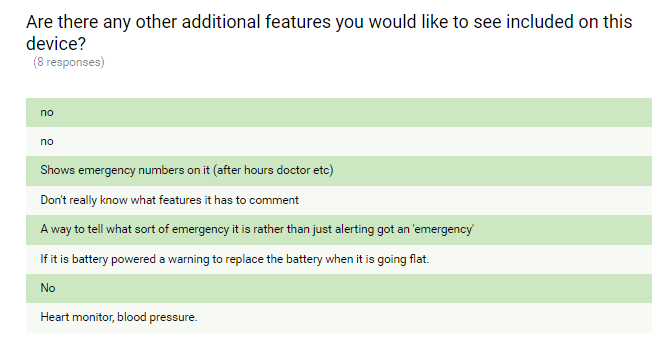 Are there any other additional features you would like to see included on this
device?
(8 responses)
no
no
Shows emergency numbers on it (after hours doctor etc)
Don't really know what features it has to comment
A way to tell what sort of emergency it is rather than just alerting got an 'emergency'
If it is battery powered a warning to replace the battery when it is going flat.
No
Heart monitor, blood pressure.